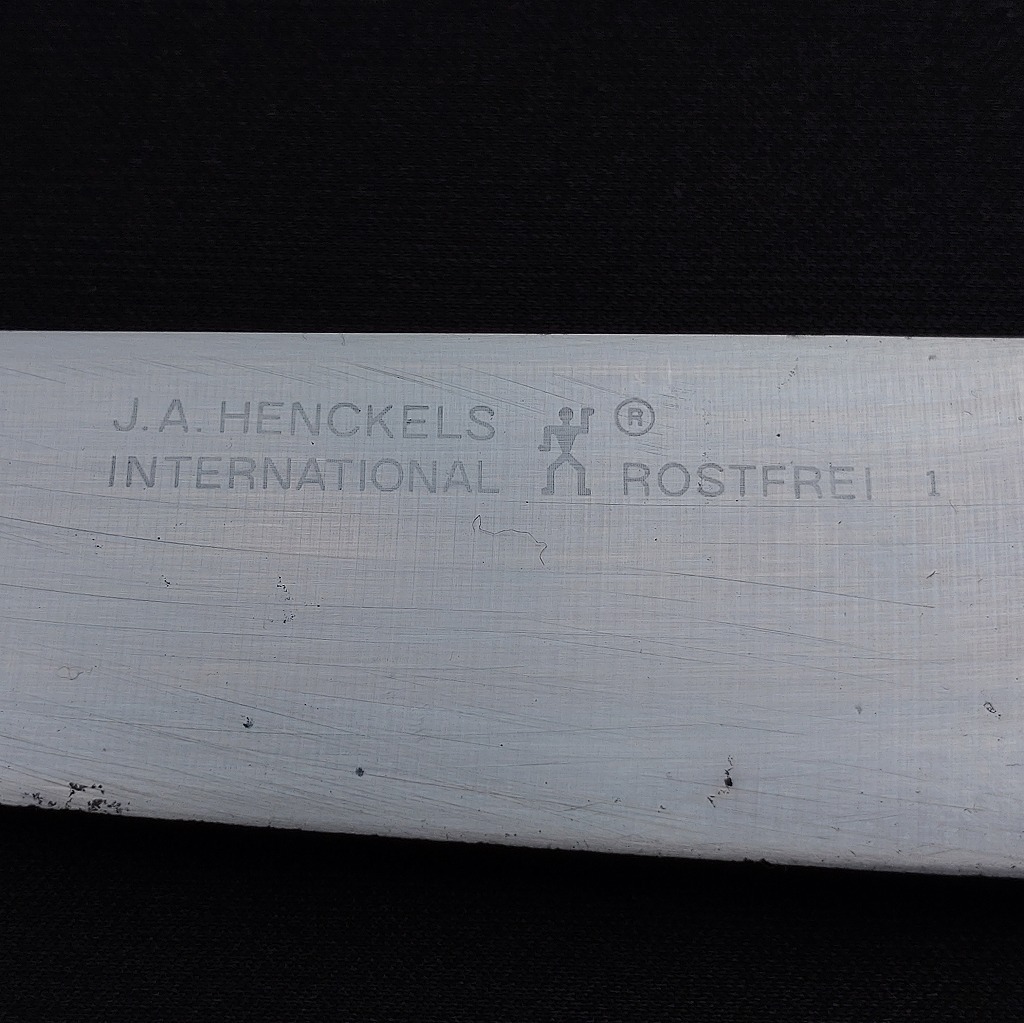 J.A. HENCKELS ®
INTERNATIONAL ROSTFREI 1